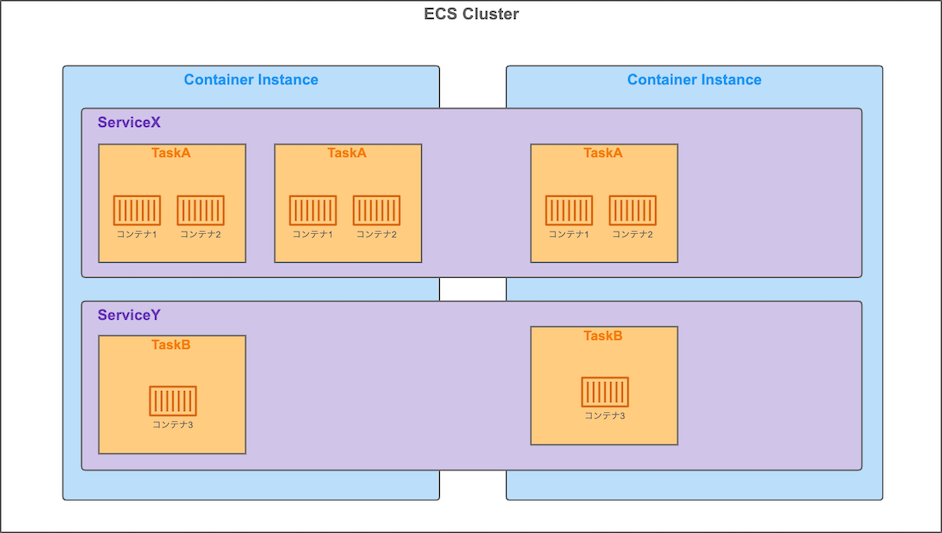 ECS Cluster
Container Instance
Container Instance
ServiceX
TaskA
TaskA
TaskA
コンテナ1
コンテナ2
コンテナ1
コンテナ2
コンテナ1
コンテナ2
ServiceY
TaskB
TaskB
コンテナ3
コンテナ3